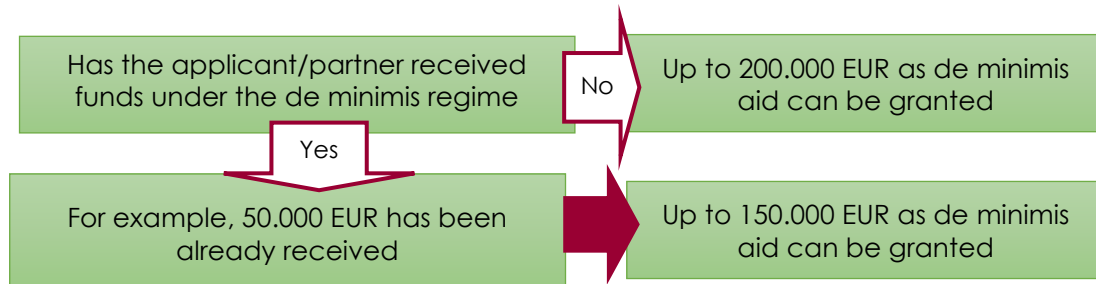 Has the applicant/partner received
funds under the de minimis regime
No
Up to 200.000 EUR as de minimis
aid can be granted
Yes
For example, 50.000 EUR has been
already received
Up to 150.000 EUR as de minimis
aid can be granted